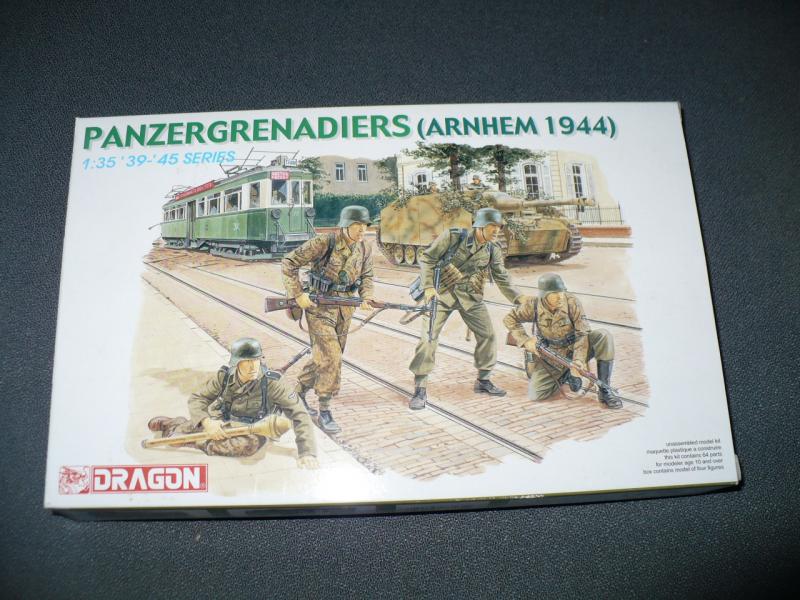 PANZERGRENADIERS (ARNHEM 1944)
1:35 '39-'45 SERIES
unassembled model kit
maquette plastique a construire
this kit contains 64 parts
for modeler age 10 and over
box contains model of four figures
DRAGON